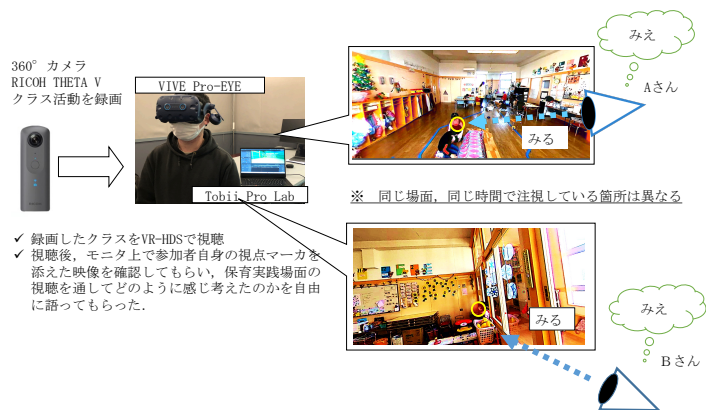 360°カメラ
RICOH THETA V
クラス活動を録画
VIVE Pro-EYE
Tobii Pro Lab
みえ
Aさん
みる
※　同じ場面，同じ時間で注視している箇所は異なる
✓ 録画したクラスをVR-HDSで視聴
✓ 視聴後，モニタ上で参加者自身の視点マーカを
添えた映像を確認してもらい，保育実践場面の
視聴を通してどのように感じ考えたのかを自由
に語ってもらった．
みる
みえ
Ｂさん